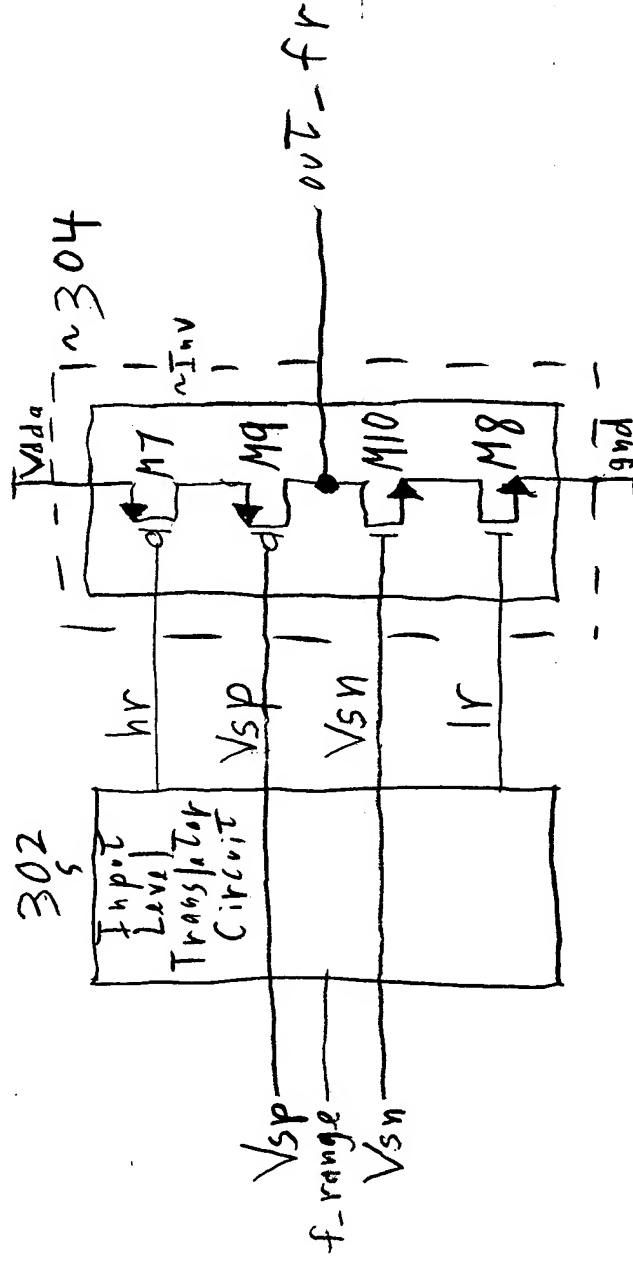 302
Input
Level
Translator
Circuit
Vsp
f_range
Vsn
hr
Vsp
Vsn
lr
Vdda
~304
~Inv
M7
M9
M10
M8
gnd
out_fr